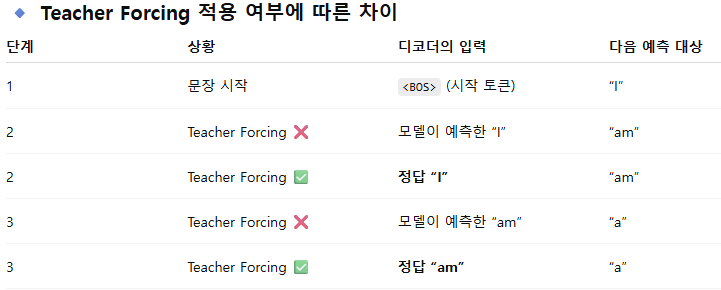 Teacher Forcing 적용 여부에 따른 차이
단계 상황 디코더의 입력 다음 예측 대상
1 문장 시작 <BOS> (시작 토큰) “I”
2 Teacher Forcing ❌ 모델이 예측한 “I” “am”
2 Teacher Forcing ✅ 정답 “I” “am”
3 Teacher Forcing ❌ 모델이 예측한 “am” “a”
3 Teacher Forcing ✅ 정답 “am” “a”